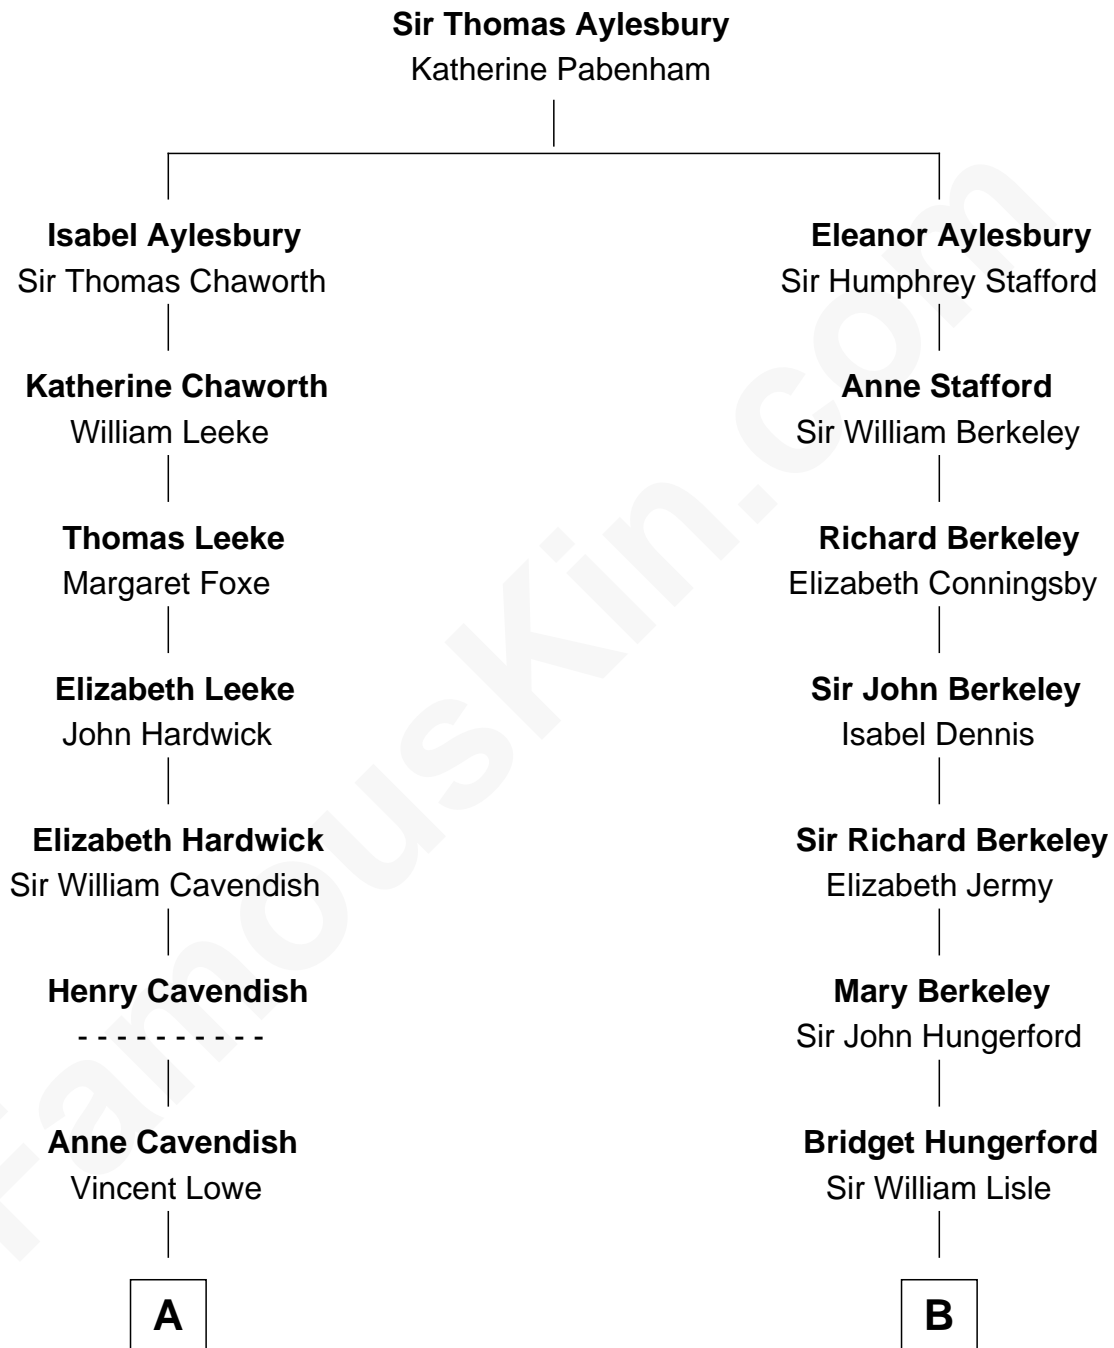 Sir Thomas Aylesbury
Katherine Pabenham
Isabel Aylesbury
Sir Thomas Chaworth
Eleanor Aylesbury
Sir Humphrey Stafford
Katherine Chaworth
William Leeke
Anne Stafford
Sir William Berkeley
Thomas Leeke
Margaret Foxe
Richard Berkeley
Elizabeth Conningsby
Elizabeth Leeke
John Hardwick
Sir John Berkeley
Isabel Dennis
Elizabeth Hardwick
Sir William Cavendish
Sir Richard Berkeley
Elizabeth Jermy
Henry Cavendish
- - - - - - - - - -
Mary Berkeley
Sir John Hungerford
Anne Cavendish
Vincent Lowe
Bridget Hungerford
Sir William Lisle
A
B
FamousKin.com